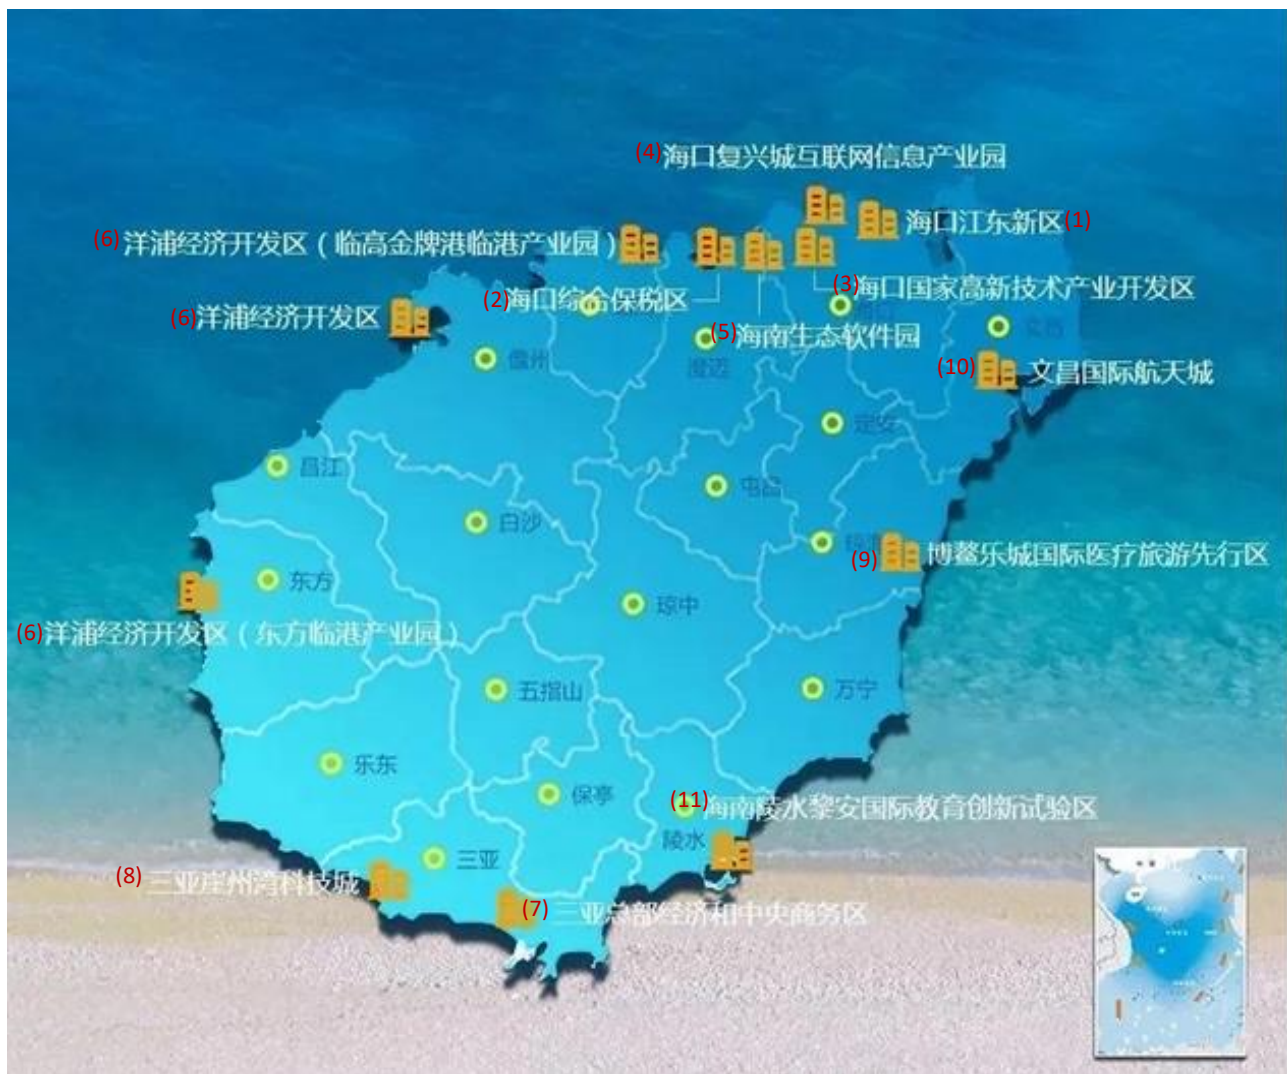 (4)海口复兴城互联网信息产业园
海口江东新区(1)
(6)洋浦经济开发区（临高金牌港临港产业园）
(3)海口国家高新技术产业开发区
(2)海口综合保税区
(6)洋浦经济开发区
(5)海南生态软件园
儋州
澄迈
文昌
(10)文昌国际航天城
定安
昌江
屯昌
白沙
(9)博鳌乐城国际医疗旅游先行区
东方
琼中
(6)洋浦经济开发区（东方临港产业园）
五指山
万宁
乐东
保亭
(11)海南陵水黎安国际教育创新试验区
陵水
三亚
(8)三亚崖州湾科技城
(7)三亚总部经济和中央商务区